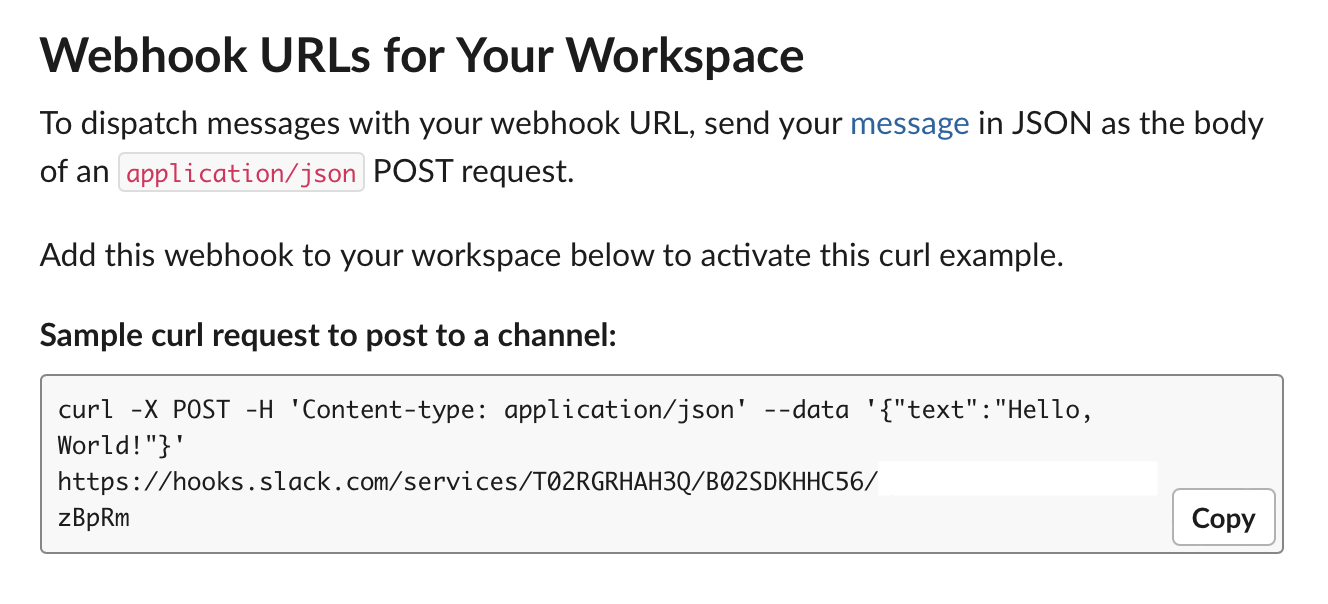 Webhook URLs for Your Workspace
To dispatch messages with your webhook URL, send your message in JSON as the body
of an application/json POST request.
Add this webhook to your workspace below to activate this curl example.
Sample curl request to post to a channel:
curl -X POST -H 'Content-type: application/json' --data '{"text":"Hello,
World!"}'
https://hooks.slack.com/services/T02RGRHAH3Q/B02SDKHHC56/
zBpRm
Copy